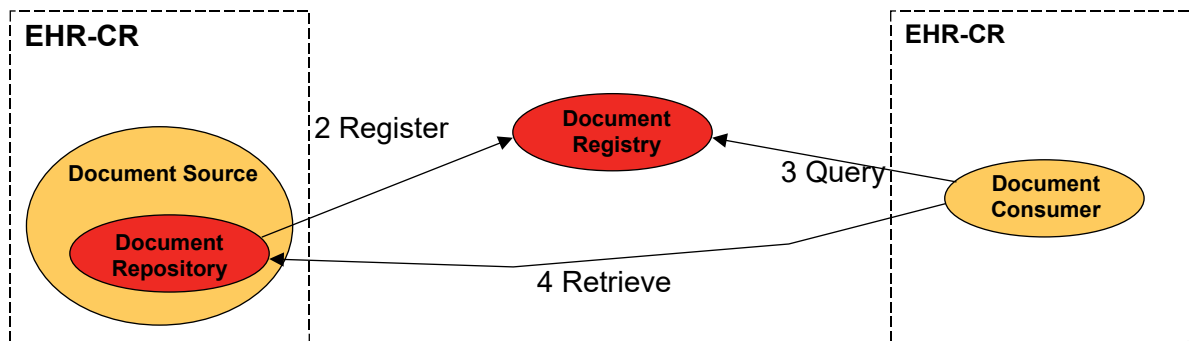 EHR-CR
EHR-CR
2 Register
Document
Registry
Document Source
3 Query
Document
Consumer
Document
Repository
4 Retrieve